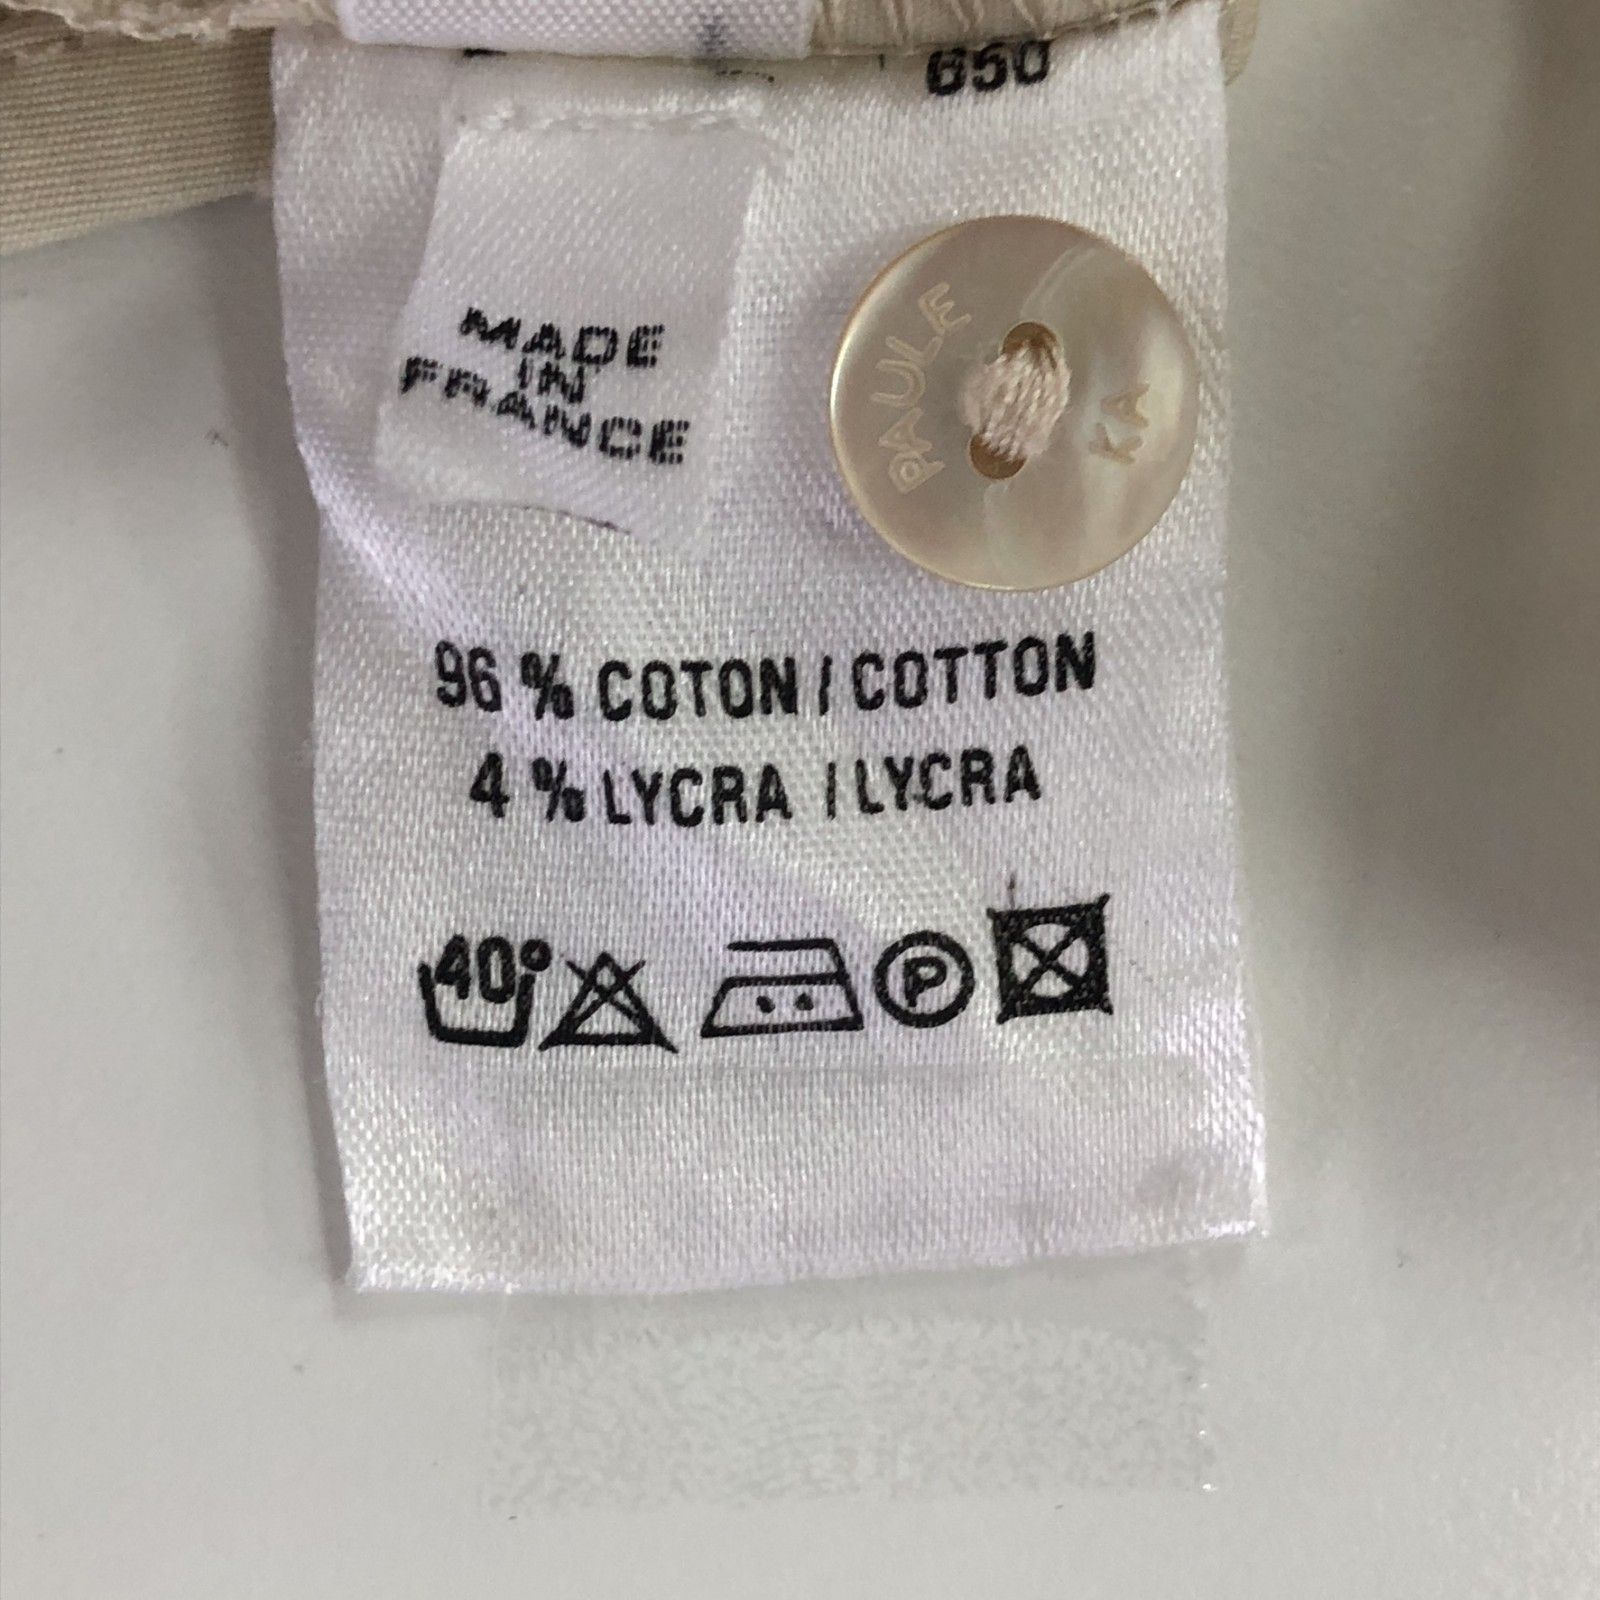 650
MADE
IN
FRANCE
PAULE
KA
96 % COTON / COTTON
4 % LYCRA / LYCRA
40°
P